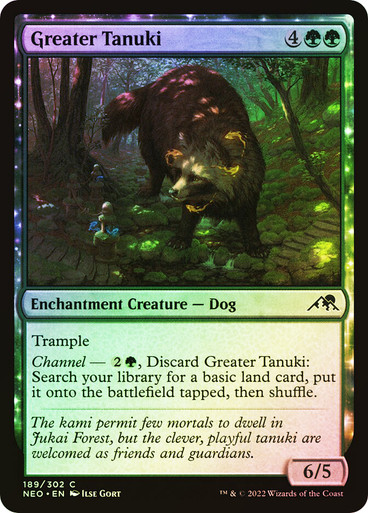 Greater Tanuki 4
Enchantment Creature — Dog
Trample
Channel — 2, Discard Greater Tanuki:
Search your library for a basic land card, put
it onto the battlefield tapped, then shuffle.
The kami permit few mortals to dwell in
Jukai Forest, but the clever, playful tanuki are
welcomed as friends and guardians.
6/5
189/302 C
NEO • EN Ilse Gort ™ & © 2022 Wizards of the Coast